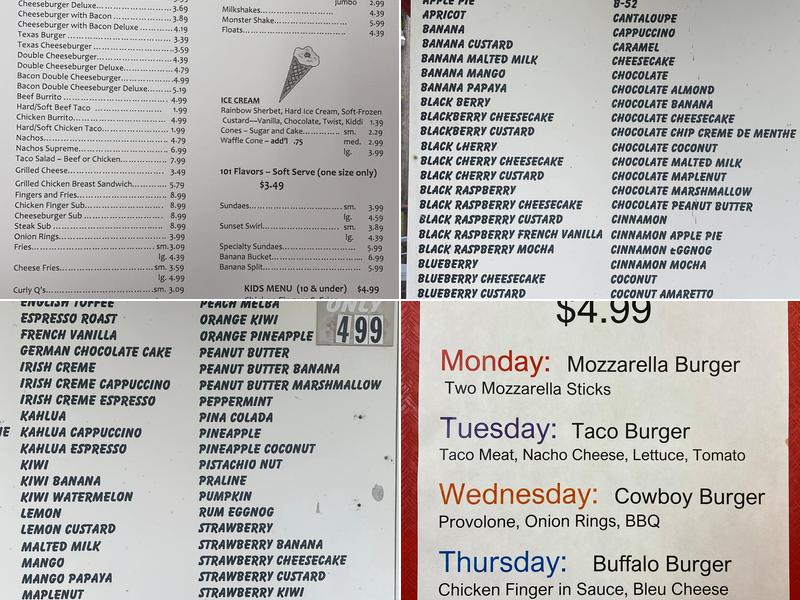 Cheeseburger Deluxe 3.69
Cheeseburger with Bacon 3.89
Cheeseburger with Bacon Deluxe 4.19
Texas Burger 3.39
Texas Cheeseburger 3.59
Double Cheeseburger 4.39
Double Cheeseburger Deluxe 4.79
Bacon Double Cheeseburger 4.99
Bacon Double Cheeseburger Deluxe 5.19
Beef Burrito 4.99
Hard/Soft Beef Taco 1.99
Chicken Burrito 4.99
Hard/Soft Chicken Taco 1.99
Nachos 4.79
Nachos Supreme 6.99
Taco Salad – Beef or Chicken 7.99
Grilled Cheese 3.49
Grilled Chicken Breast Sandwich 5.79
Fingers and Fries 8.99
Chicken Finger Sub 8.99
Cheeseburger Sub 8.99
Steak Sub 8.99
Onion Rings 3.99
Fries sm. 3.09
lg. 4.39
Cheese Fries sm. 3.59
lg. 4.99
Curly Q's sm. 3.09
Jumbo 2.99
Milkshakes 4.39
Monster Shake 5.99
Floats 4.39
ICE CREAM
Rainbow Sherbet, Hard Ice Cream, Soft-Frozen
Custard—Vanilla, Chocolate, Twist, Kiddi 1.39
Cones – Sugar and Cake sm. 2.29
Waffle Cone – add'l .75 med. 2.99
lg. 3.99
101 Flavors – Soft Serve (one size only)
$3.49
Sundaes sm. 3.99
lg. 4.59
Sunset Swirl sm. 3.89
lg. 4.39
Specialty Sundaes 5.99
Banana Bucket 6.99
Banana Split 5.99
KIDS MENU (10 & under) $4.99
APPLE PIE
APRICOT
BANANA
BANANA CUSTARD
BANANA MALTED MILK
BANANA MANGO
BANANA PAPAYA
BLACK BERRY
BLACKBERRY CHEESECAKE
BLACKBERRY CUSTARD
BLACK CHERRY
BLACK CHERRY CHEESECAKE
BLACK CHERRY CUSTARD
BLACK RASPBERRY
BLACK RASPBERRY CHEESECAKE
BLACK RASPBERRY CUSTARD
BLACK RASPBERRY FRENCH VANILLA
BLACK RASPBERRY MOCHA
BLUEBERRY
BLUEBERRY CHEESECAKE
BLUEBERRY CUSTARD
B-52
CANTALOUPE
CAPPUCCINO
CARAMEL
CHEESECAKE
CHOCOLATE
CHOCOLATE ALMOND
CHOCOLATE BANANA
CHOCOLATE CHEESECAKE
CHOCOLATE CHIP CREME DE MENTHE
CHOCOLATE COCONUT
CHOCOLATE MALTED MILK
CHOCOLATE MAPLENUT
CHOCOLATE MARSHMALLOW
CHOCOLATE PEANUT BUTTER
CINNAMON
CINNAMON APPLE PIE
CINNAMON EGGNOG
CINNAMON MOCHA
COCONUT
COCONUT AMARETTO
ENGLISH TOFFEE
ESPRESSO ROAST
FRENCH VANILLA
GERMAN CHOCOLATE CAKE
IRISH CREME
IRISH CREME CAPPUCCINO
IRISH CREME ESPRESSO
KAHLUA
KAHLUA CAPPUCCINO
KAHLUA ESPRESSO
KIWI
KIWI BANANA
KIWI WATERMELON
LEMON
LEMON CUSTARD
MALTED MILK
MANGO
MANGO PAPAYA
MAPLENUT
PEACH MELBA
ORANGE KIWI
ORANGE PINEAPPLE
PEANUT BUTTER
PEANUT BUTTER BANANA
PEANUT BUTTER MARSHMALLOW
PEPPERMINT
PINA COLADA
PINEAPPLE
PINEAPPLE COCONUT
PISTACHIO NUT
PRALINE
PUMPKIN
RUM EGGNOG
STRAWBERRY
STRAWBERRY BANANA
STRAWBERRY CHEESECAKE
STRAWBERRY CUSTARD
STRAWBERRY KIWI
ONLY
4.99
$4.99
Monday: Mozzarella Burger
Two Mozzarella Sticks
Tuesday: Taco Burger
Taco Meat, Nacho Cheese, Lettuce, Tomato
Wednesday: Cowboy Burger
Provolone, Onion Rings, BBQ
Thursday: Buffalo Burger
Chicken Finger in Sauce, Bleu Cheese